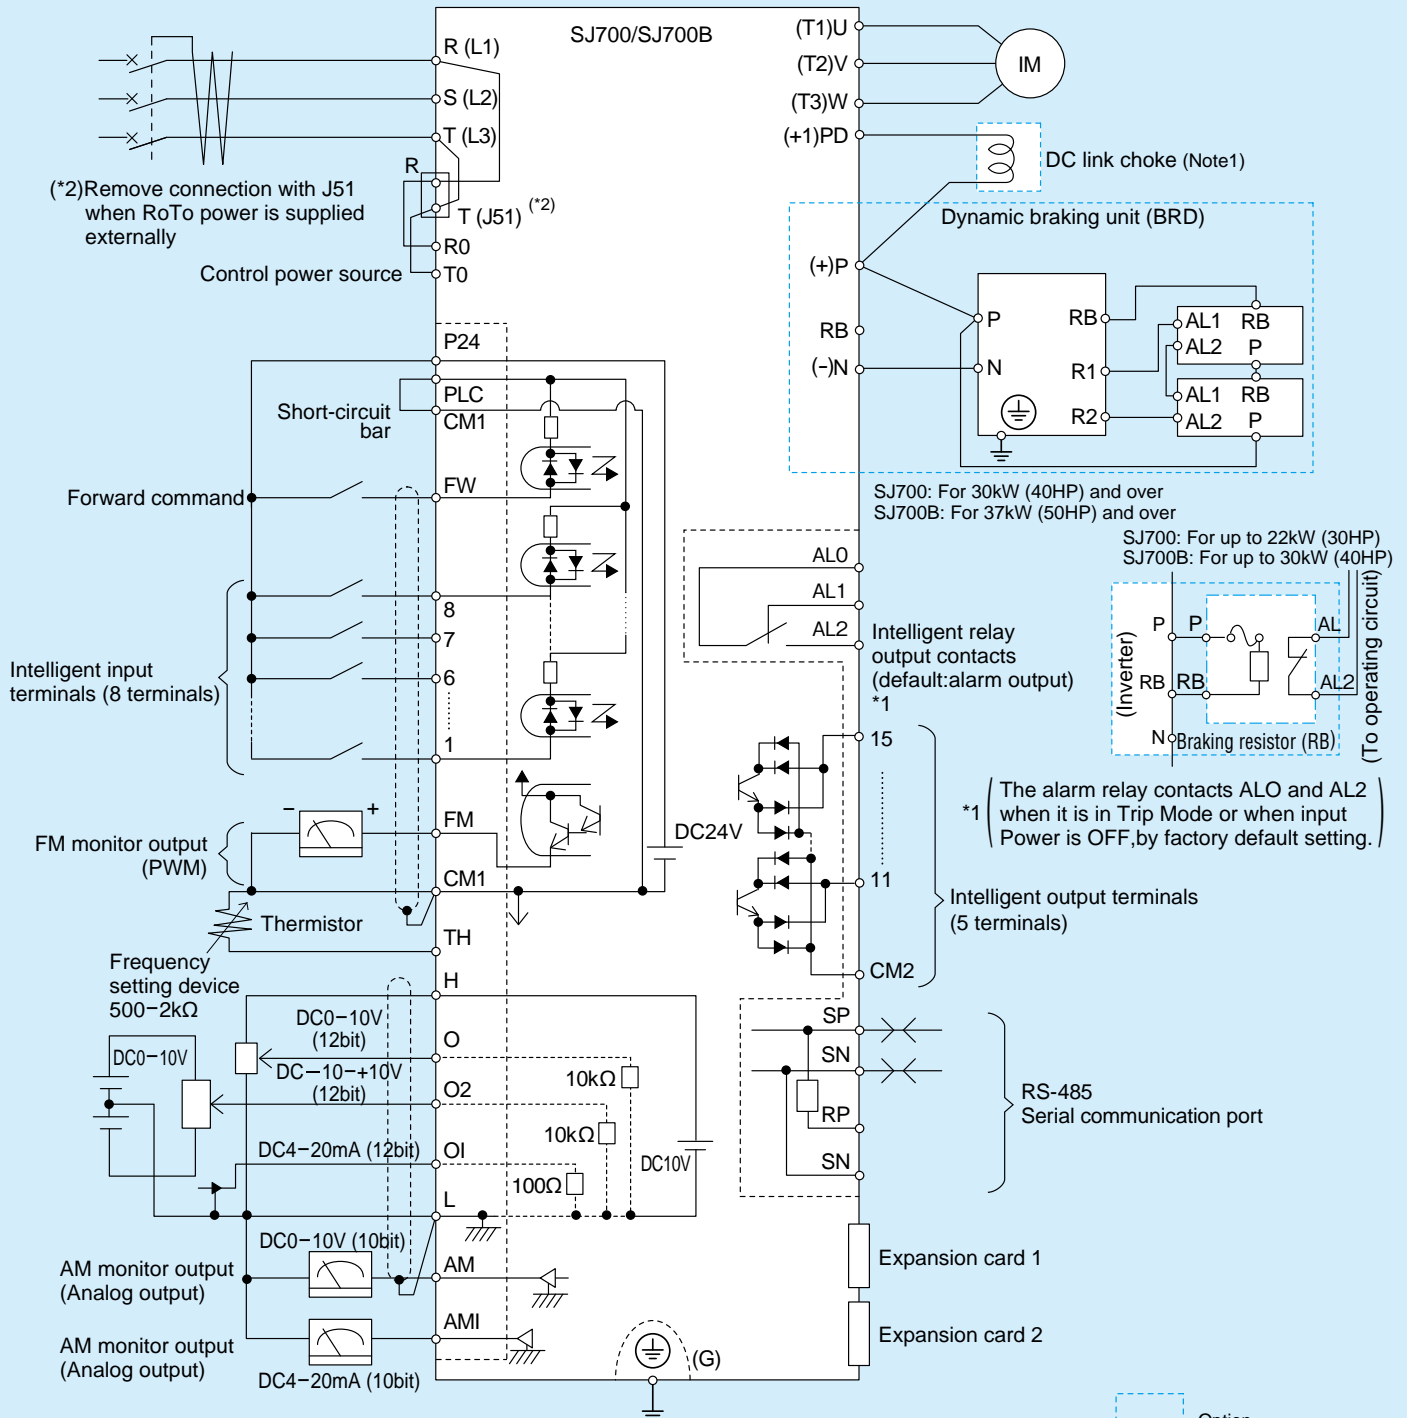 SJ700/SJ700B
R (L1)
S (L2)
T (L3)
R
T (J51) (*2)
R0
T0
(*2)Remove connection with J51
when RoTo power is supplied
externally
Control power source
(T1)U
(T2)V
(T3)W
IM
(+1)PD
DC link choke (Note1)
Dynamic braking unit (BRD)
(+)P
RB
(−)N
P
N
RB
R1
R2
AL1 RB
AL2 P
AL1 RB
AL2 P
SJ700: For 30kW (40HP) and over
SJ700B: For 37kW (50HP) and over
P24
PLC
CM1
Short-circuit
bar
Forward command
FW
8
7
6
1
Intelligent input
terminals (8 terminals)
− +
FM monitor output
(PWM)
FM
CM1
Thermistor
TH
DC24V
Frequency
setting device
500−2kΩ
H
DC0−10V
(12bit)
O
DC0−10V
DC−10−+10V
(12bit)
O2
DC4−20mA (12bit)
OI
L
10kΩ
10kΩ
100Ω
DC10V
DC0−10V (10bit)
AM monitor output
(Analog output)
AM
AM monitor output
(Analog output)
AMI
DC4−20mA (10bit)
(G)
AL0
AL1
AL2
Intelligent relay
output contacts
(default:alarm output)
*1
15
11
CM2
Intelligent output terminals
(5 terminals)
SJ700: For up to 22kW (30HP)
SJ700B: For up to 30kW (40HP)
(Inverter)
P
RB
N
P
RB
AL
AL2
Braking resistor (RB)
(To operating circuit)
*1
The alarm relay contacts ALO and AL2
when it is in Trip Mode or when input
Power is OFF,by factory default setting.
SP
SN
RP
SN
RS-485
Serial communication port
Expansion card 1
Expansion card 2
Option